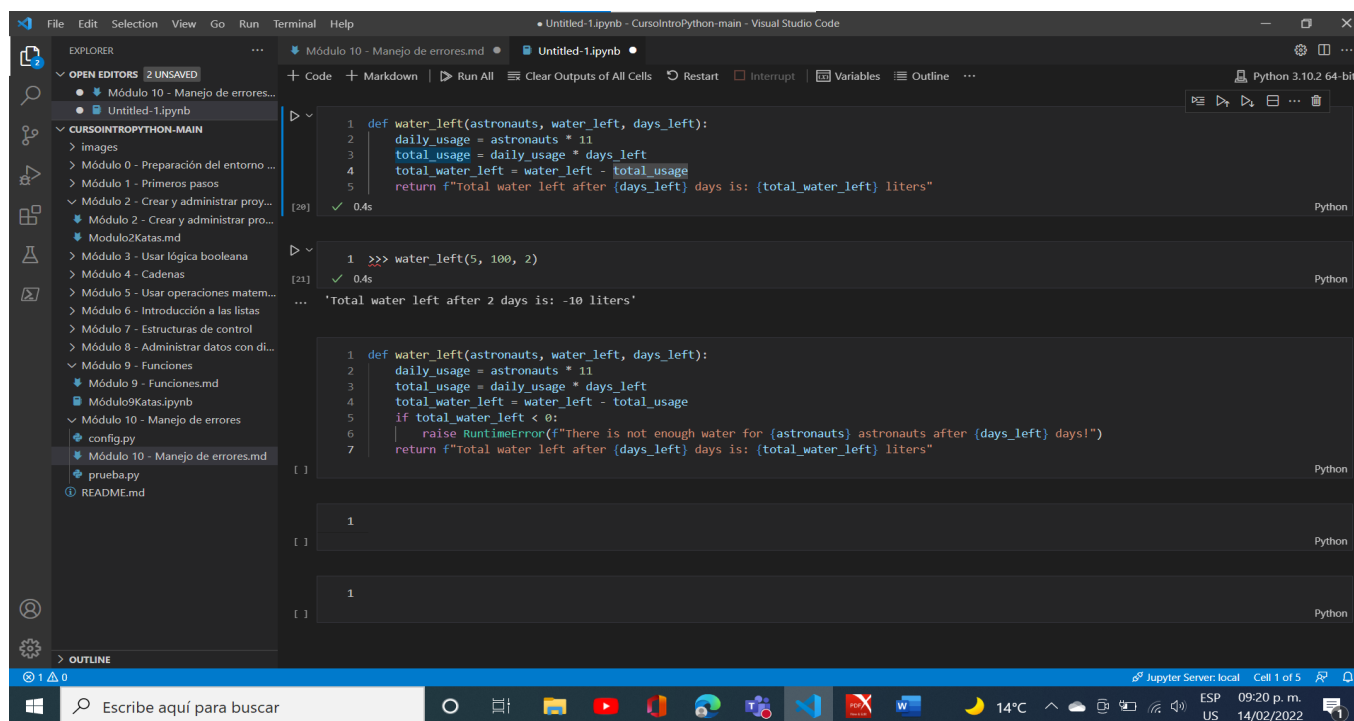 File Edit Selection View Go Run Terminal Help ● Untitled-1.ipynb - CursoIntroPython-main - Visual Studio Code
EXPLORER ...
OPEN EDITORS 2 UNSAVED
● Módulo 10 - Manejo de errores...
● Untitled-1.ipynb
CURSOINTROPYTHON-MAIN
> images
> Módulo 0 - Preparación del entorno ...
> Módulo 1 - Primeros pasos
Módulo 2 - Crear y administrar proy...
Módulo 2 - Crear y administrar pro...
Modulo2Katas.md
> Módulo 3 - Usar lógica booleana
> Módulo 4 - Cadenas
> Módulo 5 - Usar operaciones matem...
> Módulo 6 - Introducción a las listas
> Módulo 7 - Estructuras de control
> Módulo 8 - Administrar datos con di...
Módulo 9 - Funciones
Módulo 9 - Funciones.md
Módulo9Katas.ipynb
Módulo 10 - Manejo de errores
config.py
Módulo 10 - Manejo de errores.md
prueba.py
README.md
> OUTLINE
Módulo 10 - Manejo de errores.md ● Untitled-1.ipynb ●
+ Code + Markdown | Run All Clear Outputs of All Cells Restart Interrupt | Variables Outline ... Python 3.10.2 64-bit
1 def water_left(astronauts, water_left, days_left):
2 daily_usage = astronauts * 11
3 total_usage = daily_usage * days_left
4 total_water_left = water_left - total_usage
5 return f"Total water left after {days_left} days is: {total_water_left} liters"
[20] ✓ 0.4s Python
1 >>> water_left(5, 100, 2)
[21] ✓ 0.4s Python
... 'Total water left after 2 days is: -10 liters'
1 def water_left(astronauts, water_left, days_left):
2 daily_usage = astronauts * 11
3 total_usage = daily_usage * days_left
4 total_water_left = water_left - total_usage
5 if total_water_left < 0:
6 raise RuntimeError(f"There is not enough water for {astronauts} astronauts after {days_left} days!")
7 return f"Total water left after {days_left} days is: {total_water_left} liters"
[ ] Python
1
[ ] Python
1
[ ] Python
1 0 Jupyter Server: local Cell 1 of 5
Escribe aquí para buscar 14°C ESP 09:20 p. m.
US 14/02/2022